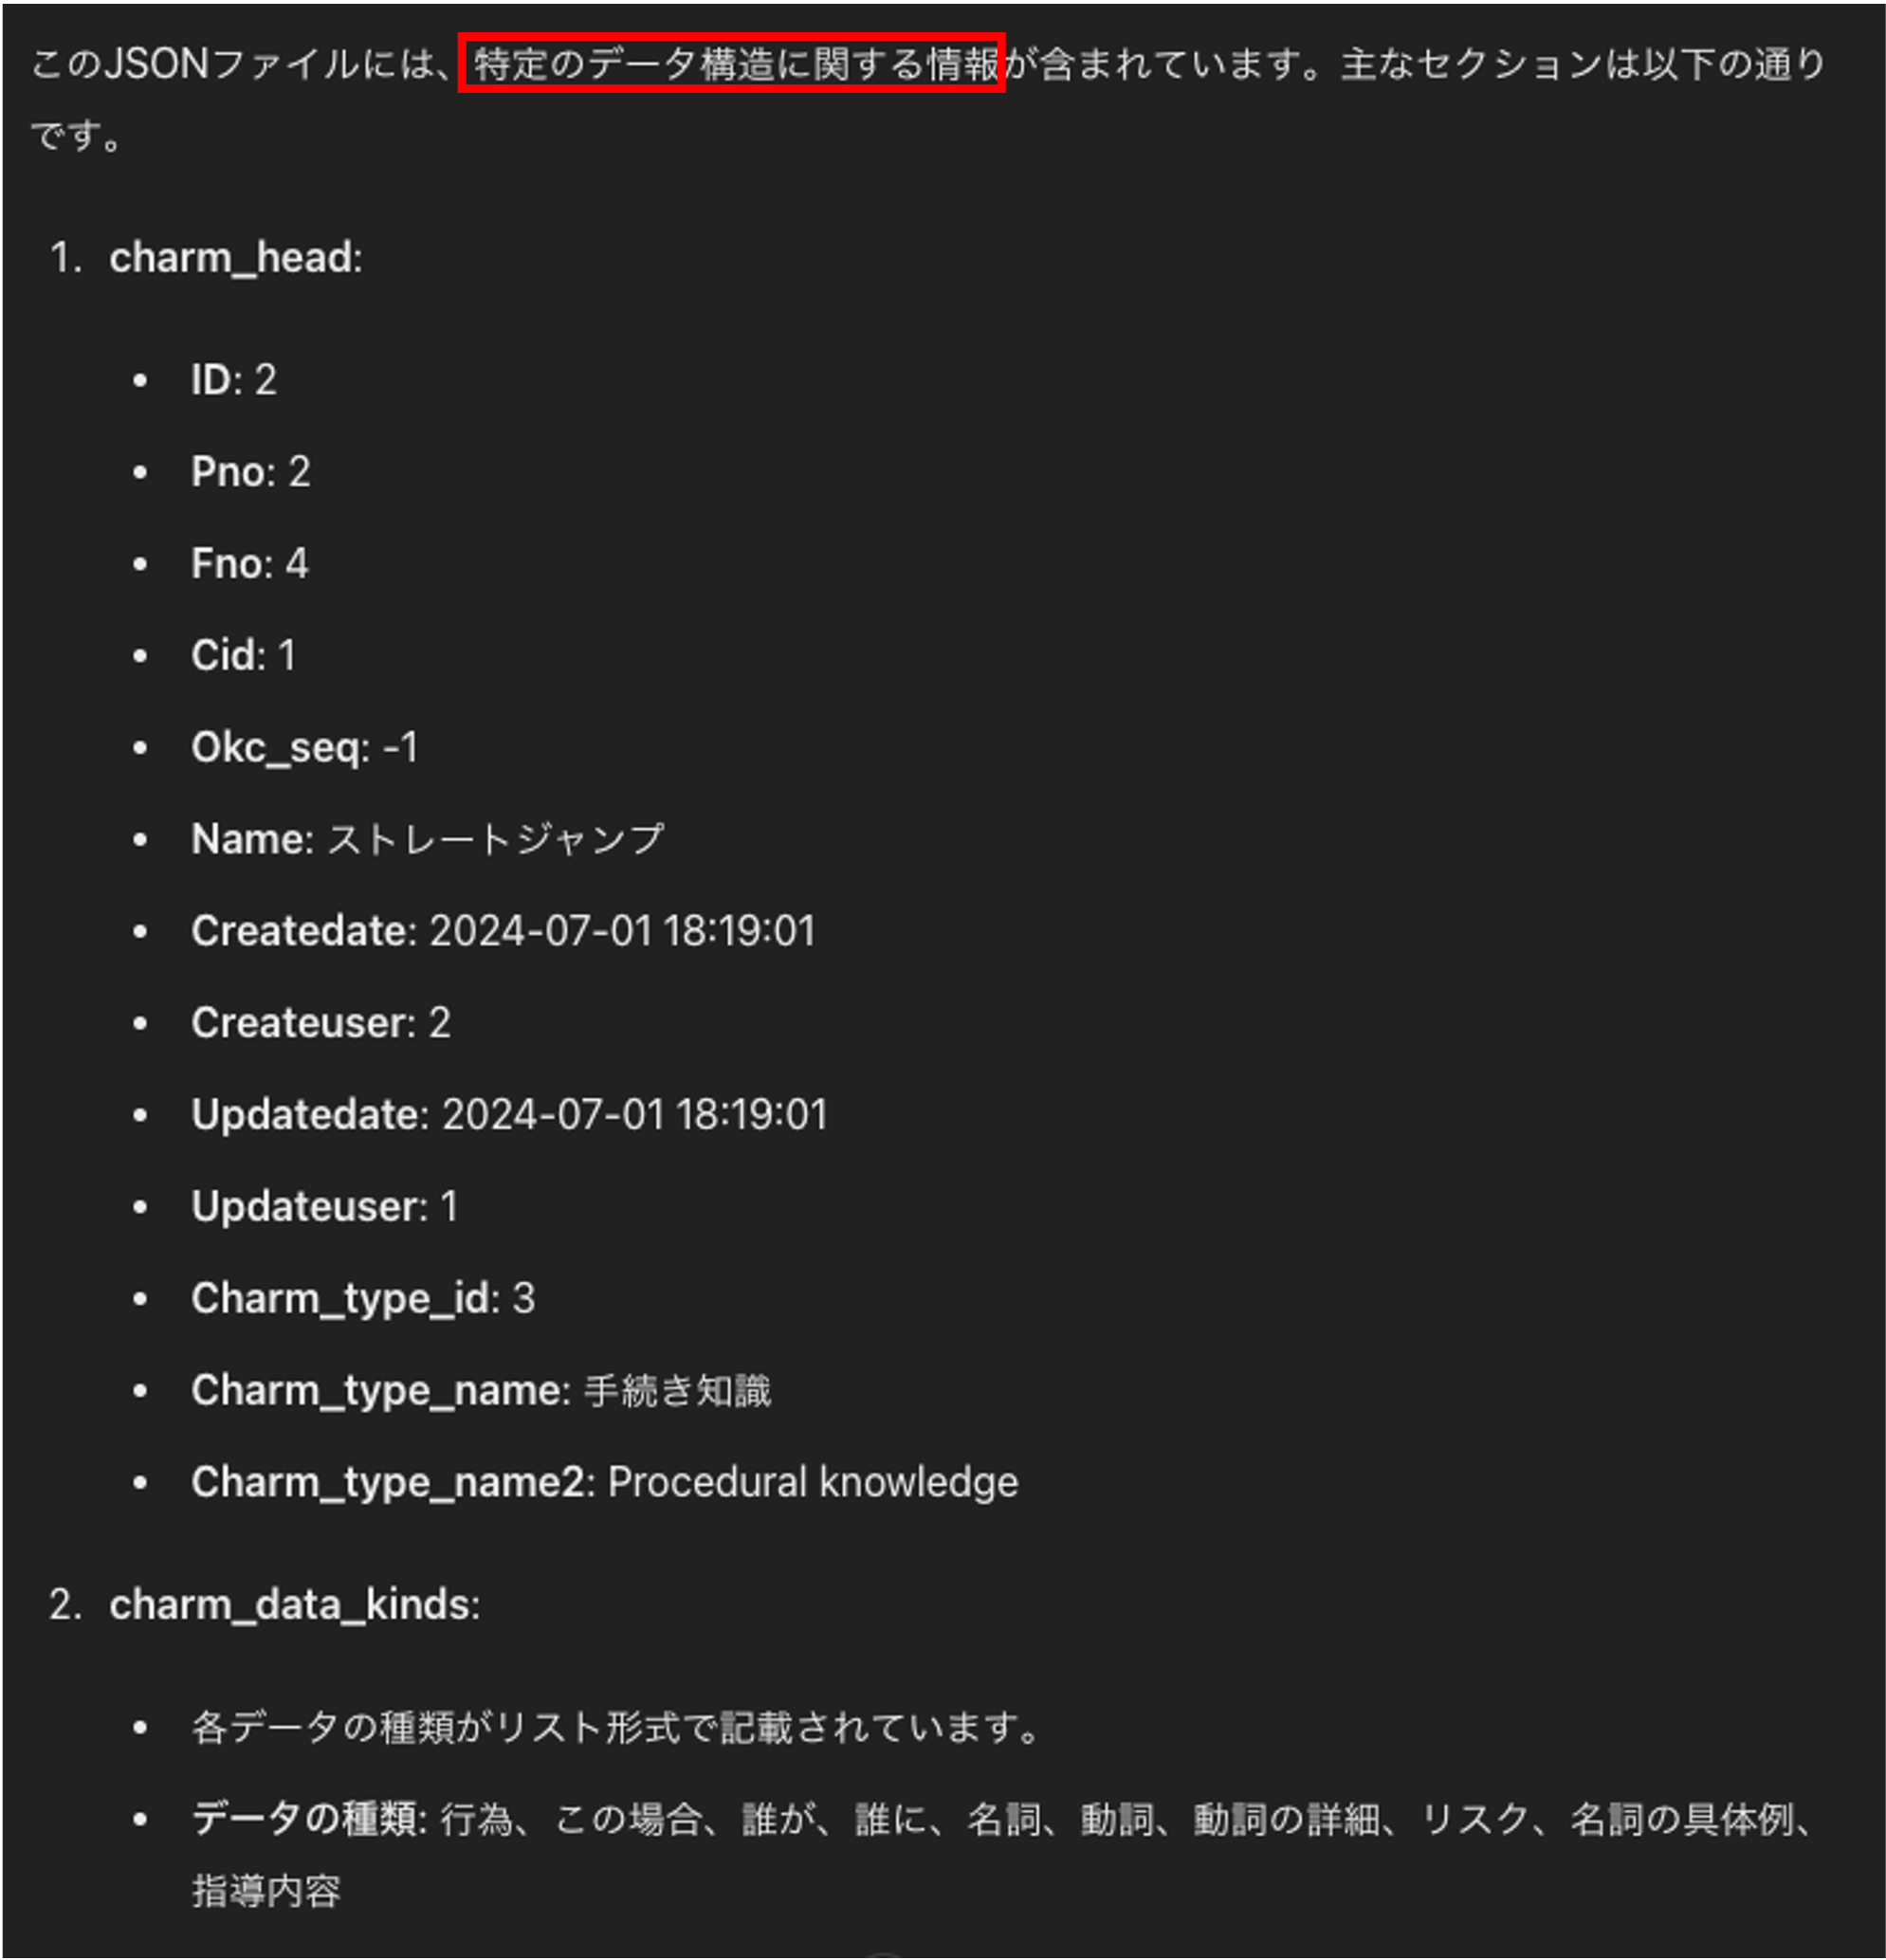 このJSONファイルには、特定のデータ構造に関する情報が含まれています。主なセクションは以下の通り
です。
1. charm_head:
• ID: 2
• Pno: 2
• Fno: 4
• Cid: 1
• Okc_seq: -1
• Name: ストレートジャンプ
• Createdate: 2024-07-01 18:19:01
• Createuser: 2
• Updatedate: 2024-07-01 18:19:01
• Updateuser: 1
• Charm_type_id: 3
• Charm_type_name: 手続き知識
• Charm_type_name2: Procedural knowledge
2. charm_data_kinds:
• 各データの種類がリスト形式で記載されています。
• データの種類: 行為、この場合、誰が、誰に、名詞、動詞、動詞の詳細、リスク、名詞の具体例、
指導内容